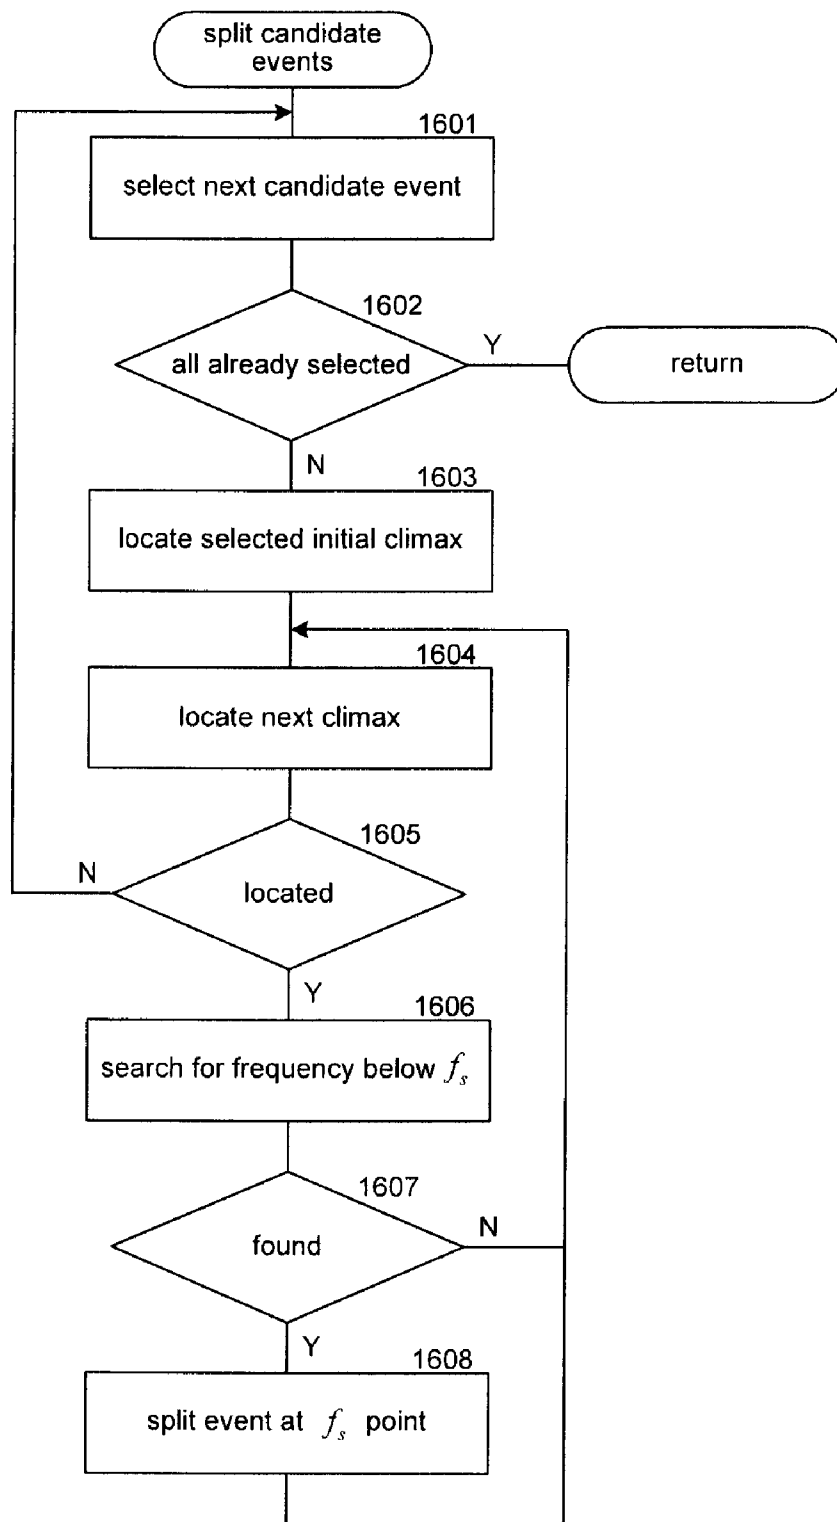 split candidate
events
1601
select next candidate event
1602
all already selected
Y
return
N
1603
locate selected initial climax
1604
locate next climax
1605
N
located
Y
1606
search for frequency below f_s
1607
found
N
Y
1608
split event at f_s point